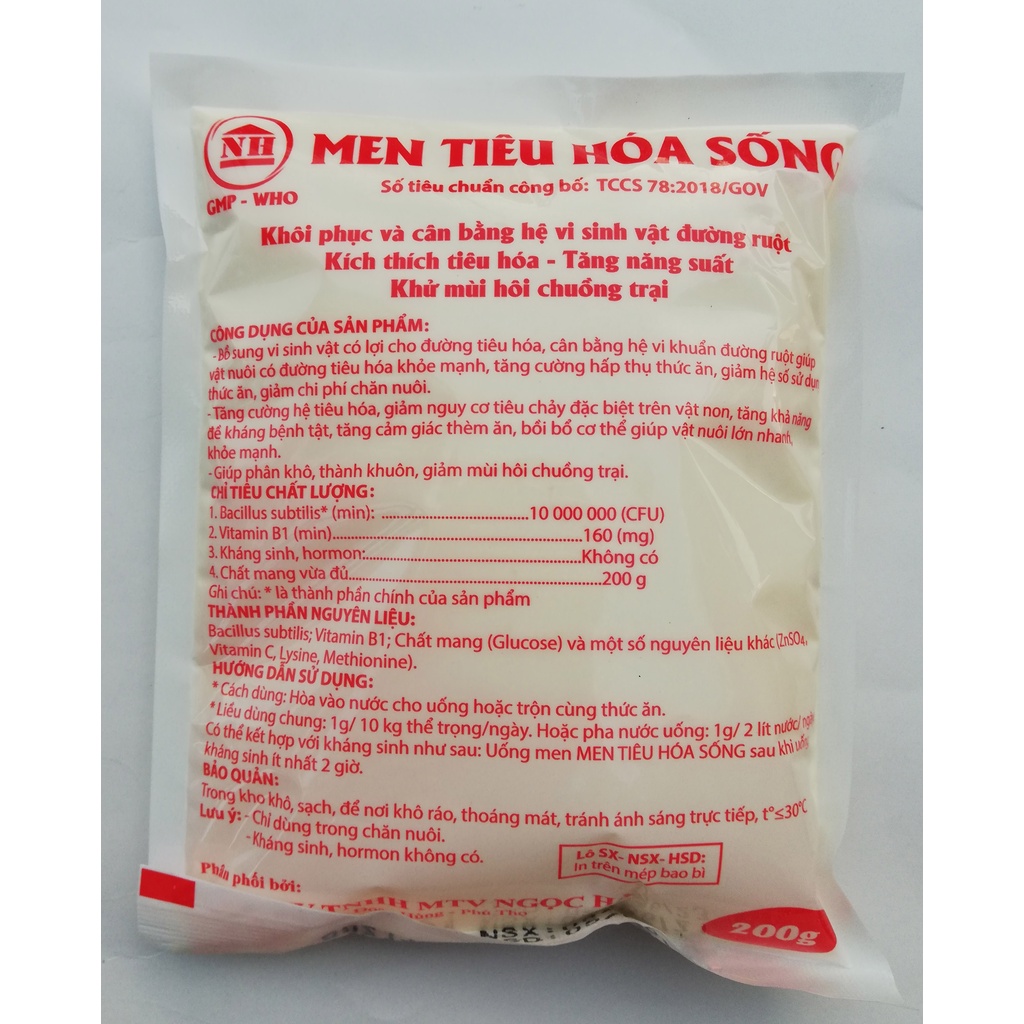 NH
GMP - WHO
MEN TIÊU HÓA SỐNG
Số tiêu chuẩn công bố: TCCS 78:2018/GOV
Khôi phục và cân bằng hệ vi sinh vật đường ruột
Kích thích tiêu hóa - Tăng năng suất
Khử mùi hôi chuồng trại
CÔNG DỤNG CỦA SẢN PHẨM:
-Bổ sung vi sinh vật có lợi cho đường tiêu hóa, cân bằng hệ vi khuẩn đường ruột giúp
vật nuôi có đường tiêu hóa khỏe mạnh, tăng cường hấp thụ thức ăn, giảm hệ số sử dụng
thức ăn, giảm chi phí chăn nuôi.
-Tăng cường hệ tiêu hóa, giảm nguy cơ tiêu chảy đặc biệt trên vật non, tăng khả năng
đề kháng bệnh tật, tăng cảm giác thèm ăn, bồi bổ cơ thể giúp vật nuôi lớn nhanh,
khỏe mạnh.
-Giúp phân khô, thành khuôn, giảm mùi hôi chuồng trại.
CHỈ TIÊU CHẤT LƯỢNG:
1. Bacillus subtilis* (min): ..............................10 000 000 (CFU)
2. Vitamin B1 (min)....................................................160 (mg)
3. Kháng sinh, hormon:.............................................Không có
4. Chất mang vừa đủ.....................................................200 g
Ghi chú: * là thành phần chính của sản phẩm
THÀNH PHẦN NGUYÊN LIỆU:
Bacillus subtilis; Vitamin B1; Chất mang (Glucose) và một số nguyên liệu khác (ZnSO4,
Vitamin C, Lysine, Methionine).
HƯỚNG DẪN SỬ DỤNG:
* Cách dùng: Hòa vào nước cho uống hoặc trộn cùng thức ăn.
*Liều dùng chung: 1g/ 10 kg thể trọng/ngày. Hoặc pha nước uống: 1g/ 2 lít nước/ ngày
Có thể kết hợp với kháng sinh như sau: Uống men MEN TIÊU HÓA SỐNG sau khi uống
kháng sinh ít nhất 2 giờ.
BẢO QUẢN:
Trong kho khô, sạch, để nơi khô ráo, thoáng mát, tránh ánh sáng trực tiếp, t°≤30°C
Lưu ý: - Chỉ dùng trong chăn nuôi.
-Kháng sinh, hormon không có.
Lô SX- NSX- HSD:
In trên mép bao bì
Phân phối bởi:
TNHH MTV NGỌC
Hùng - Phú Thọ
NSX:
200g